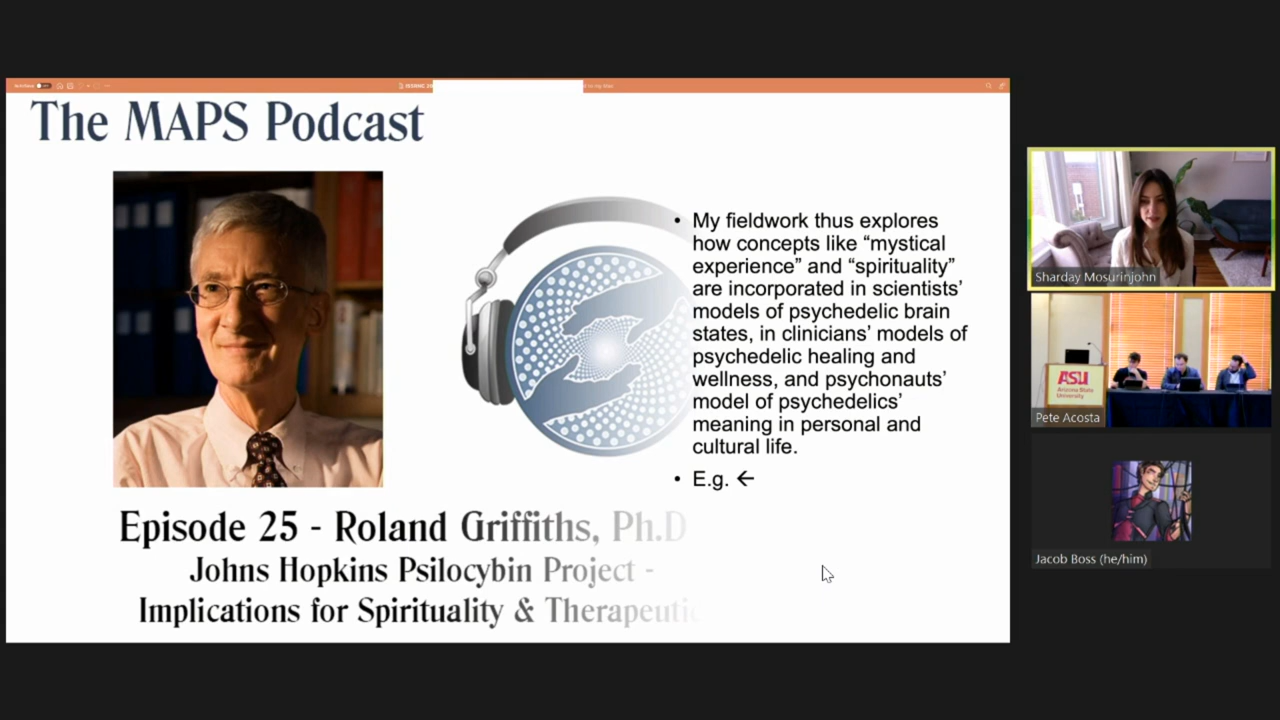 The MAPS Podcast
• My fieldwork thus explores
how concepts like “mystical
experience” and “spirituality”
are incorporated in scientists’
models of psychedelic brain
states, in clinicians’ models of
psychedelic healing and
wellness, and psychonauts’
model of psychedelics’
meaning in personal and
cultural life.
• E.g. ←
Episode 25 - Roland Griffiths, Ph.D
Johns Hopkins Psilocybin Project -
Implications for Spirituality & Therapeutic
Sharday Mosurinjohn
ASU
Arizona State
University
Pete Acosta
Jacob Boss (he/him)